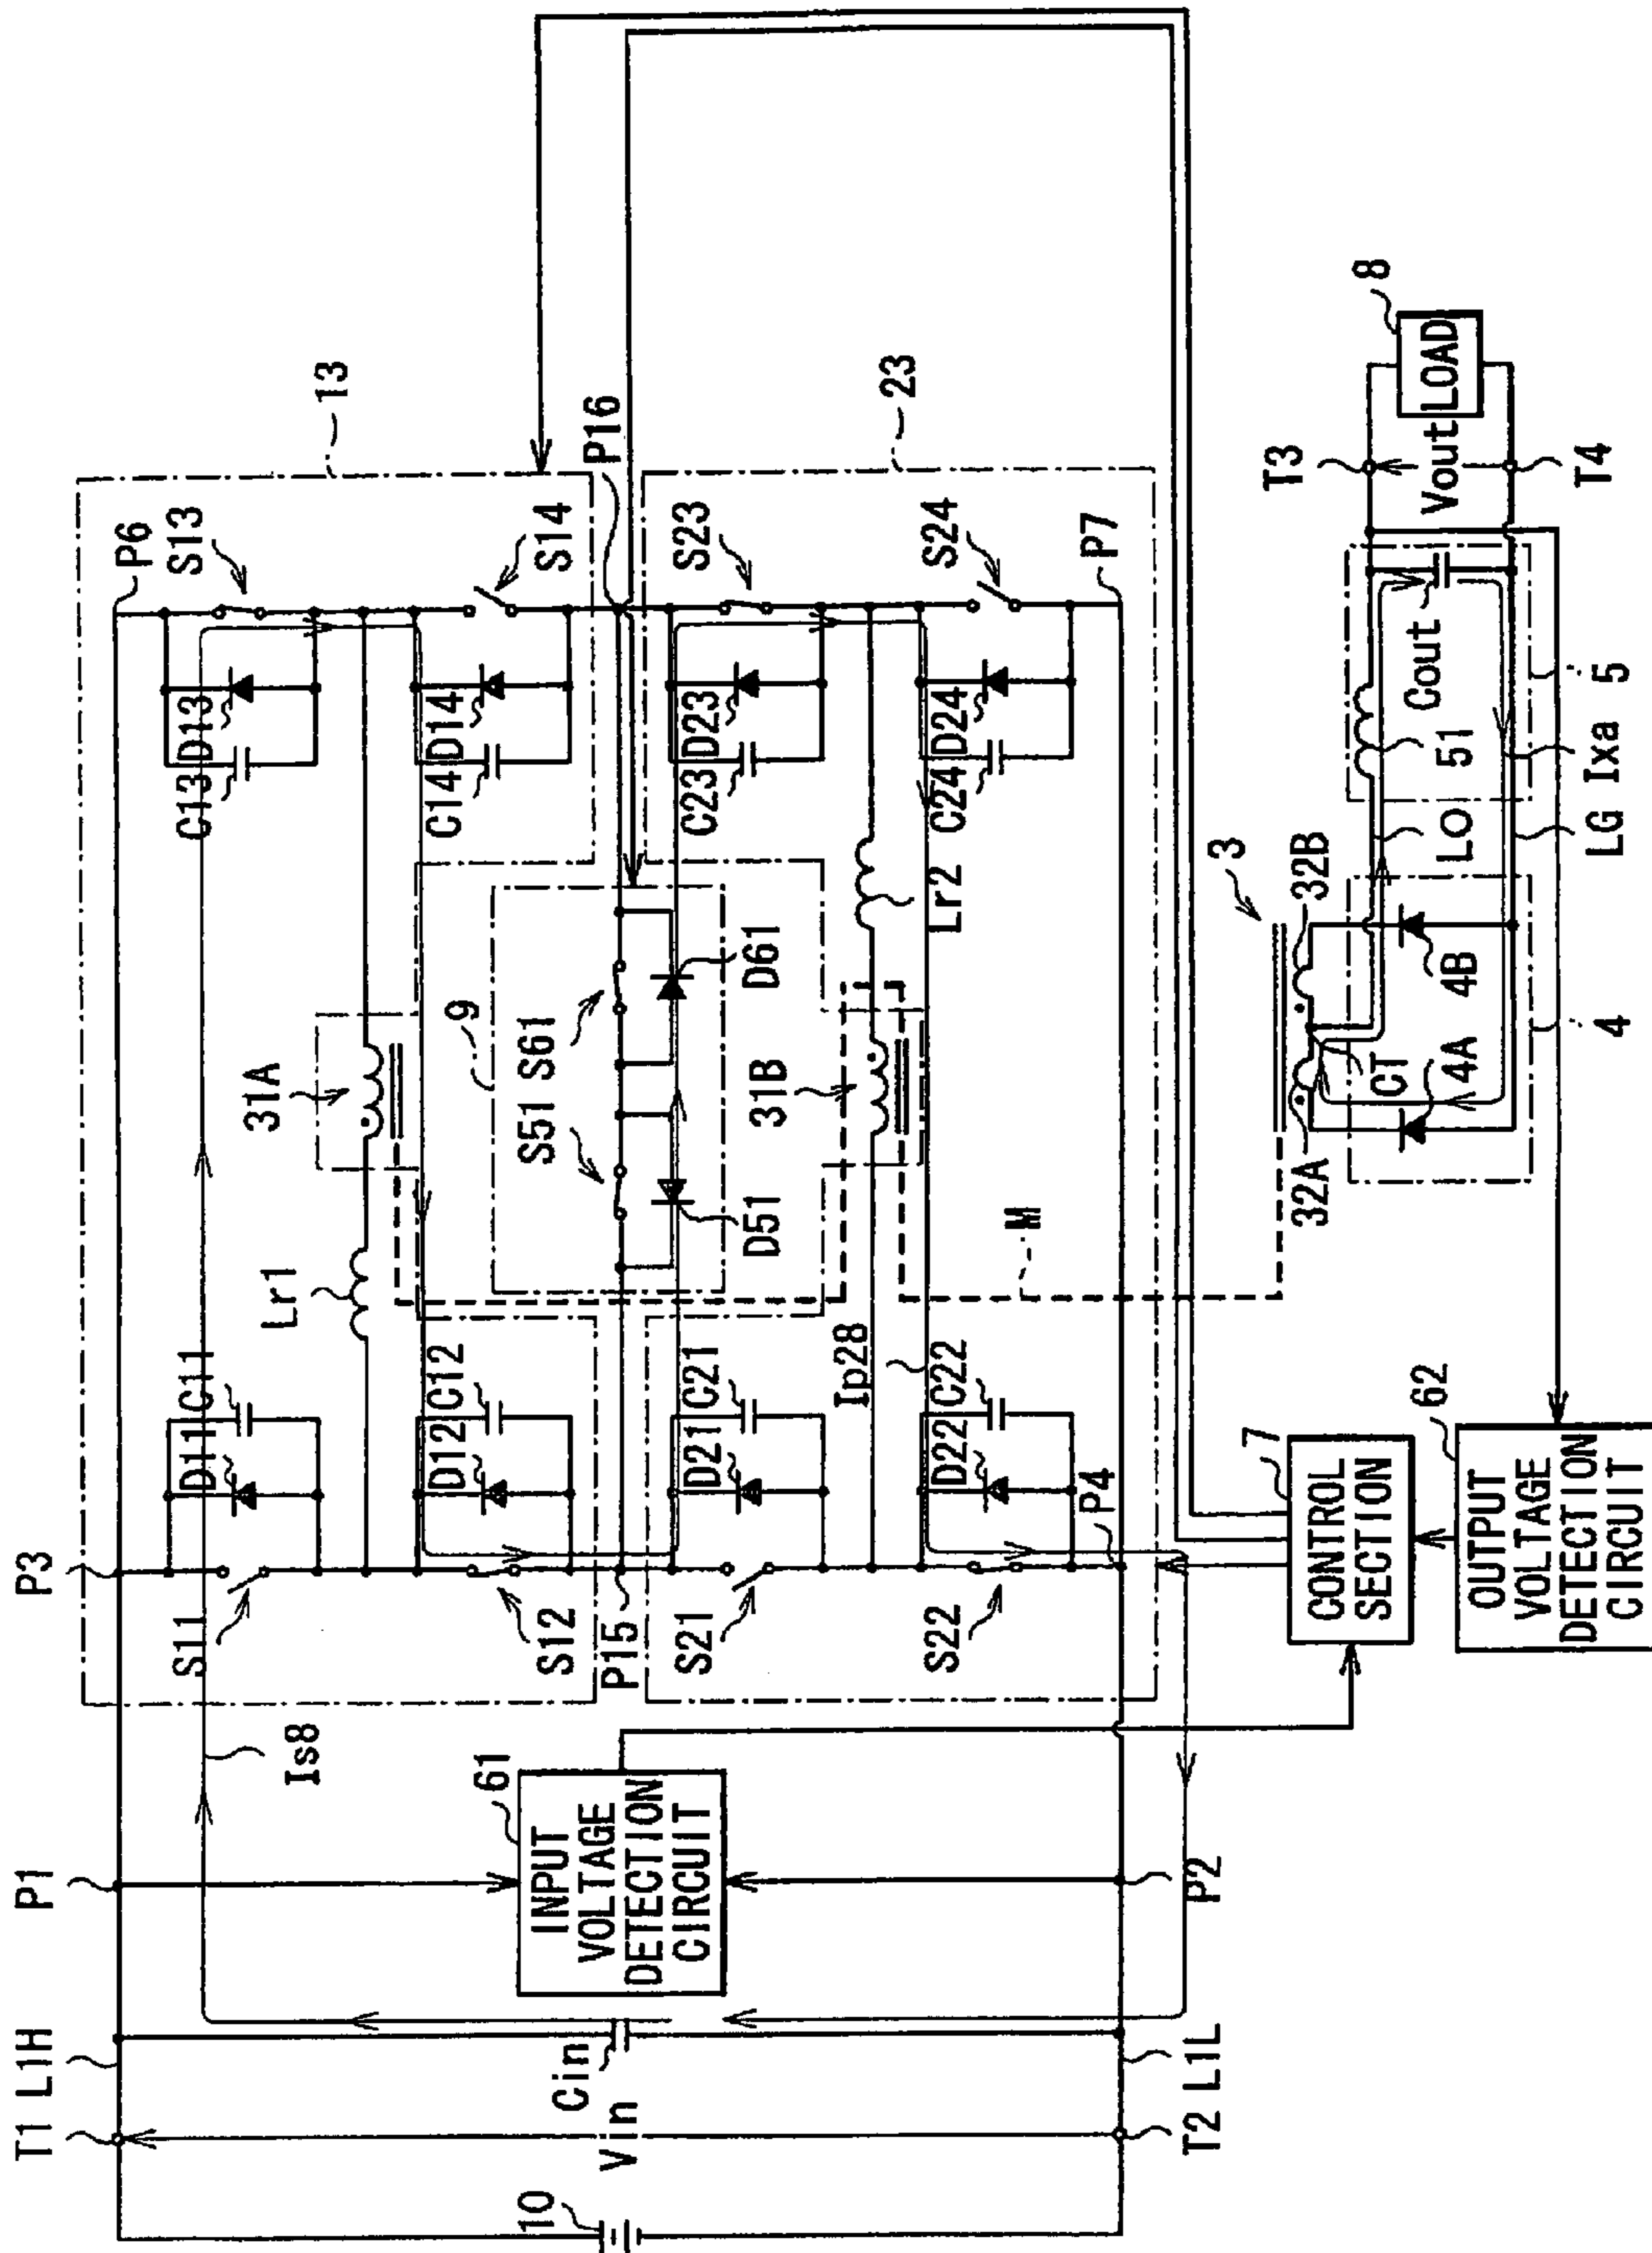 T1
L1H
P1
P3
P6
S13
13
S11
D11
C11
Lr1
31A
C13
D13
Is8
S14
C14
D14
D12
C12
S12
9
P16
10
Vin
Cin
61
INPUT
VOLTAGE
DETECTION
CIRCUIT
P15
S51
S61
D51
D61
23
S23
C23
D23
S21
D21
C21
31B
Lr2
Ip28
S22
D22
C22
C24
D24
S24
P4
P7
M
T2
L1L
P2
7
CONTROL
SECTION
62
OUTPUT
VOLTAGE
DETECTION
CIRCUIT
3
32A
32B
CT
4A
4B
4
LO
51
Cout
5
Ixa
LG
T3
Vout
T4
8
LOAD